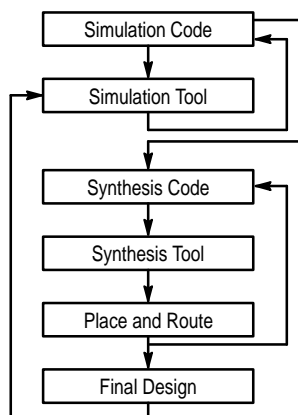 Simulation Code
Simulation Tool
Synthesis Code
Synthesis Tool
Place and Route
Final Design